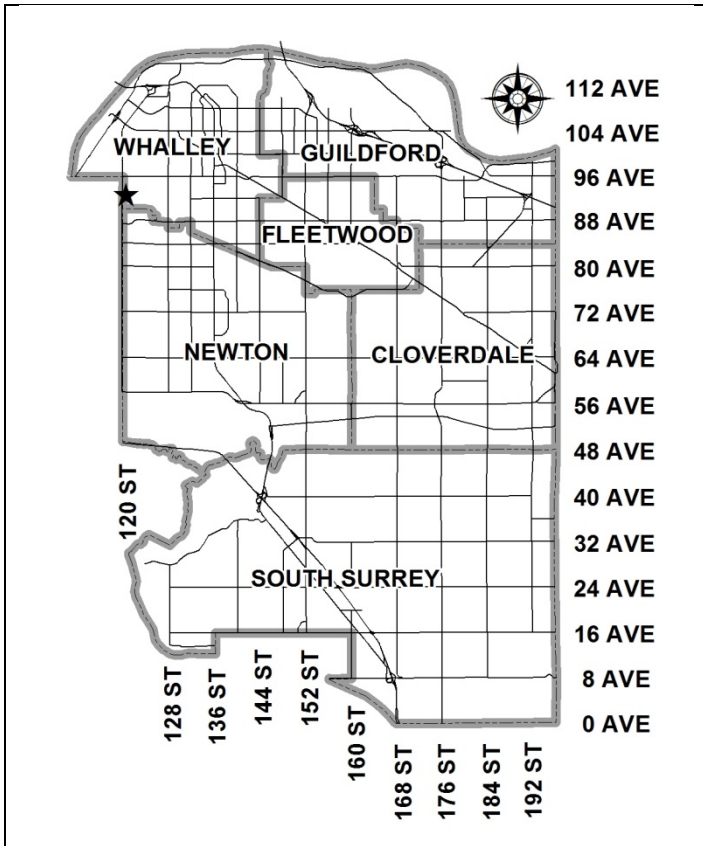 112 AVE
104 AVE
WHALLEY
GUILDFORD
96 AVE
88 AVE
FLEETWOOD
80 AVE
72 AVE
NEWTON
CLOVERDALE
64 AVE
56 AVE
48 AVE
120 ST
40 AVE
32 AVE
SOUTH SURREY
24 AVE
16 AVE
8 AVE
0 AVE
128 ST
136 ST
144 ST
152 ST
160 ST
168 ST
176 ST
184 ST
192 ST